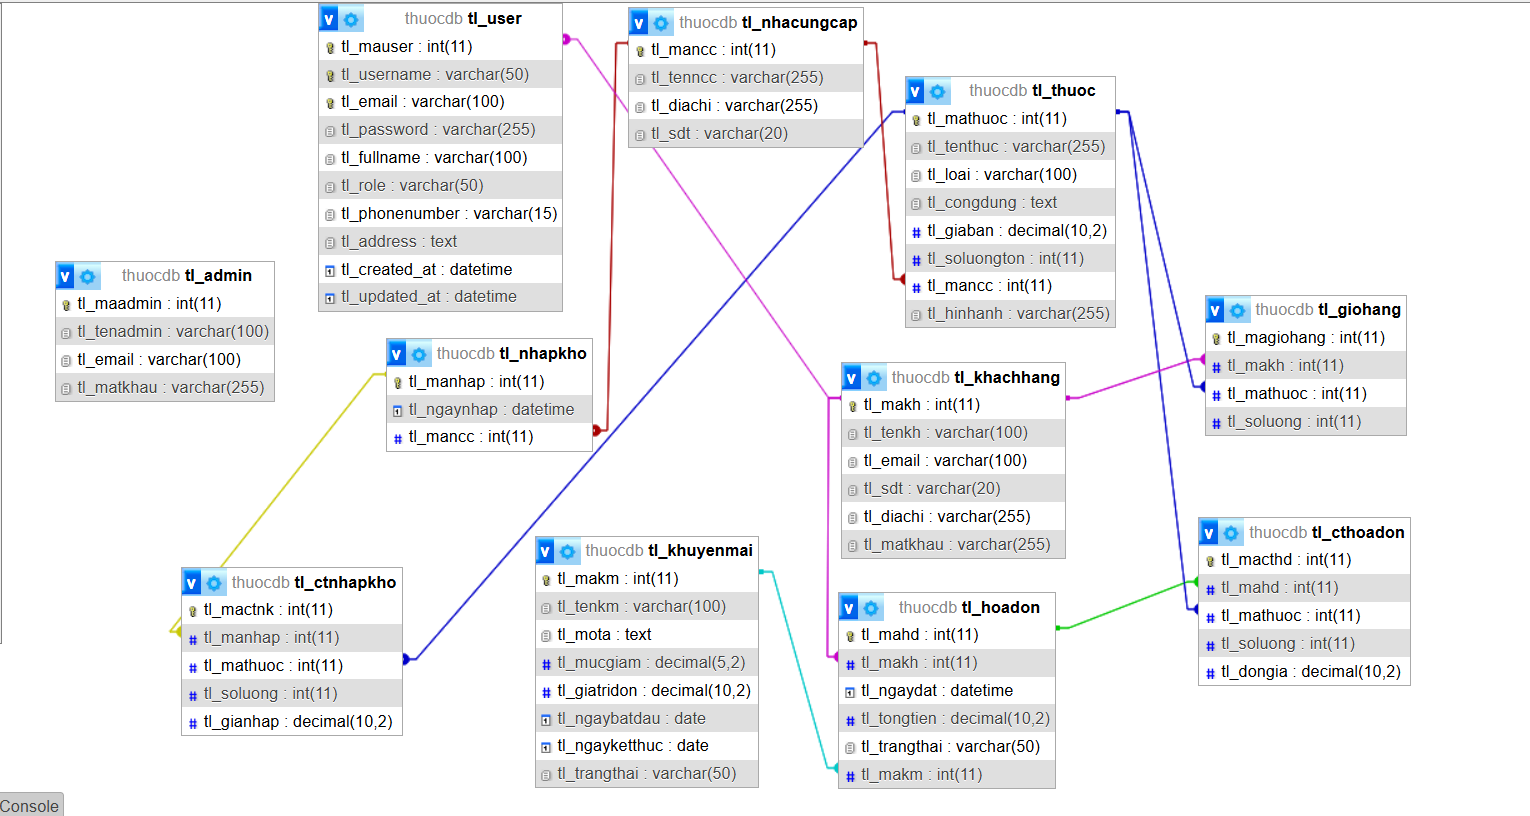 thuocdb tl_user
tl_mauser : int(11)
tl_username : varchar(50)
tl_email : varchar(100)
tl_password : varchar(255)
tl_fullname : varchar(100)
tl_role : varchar(50)
tl_phonenumber : varchar(15)
tl_address : text
tl_created_at : datetime
tl_updated_at : datetime
thuocdb tl_nhacungcap
tl_mancc : int(11)
tl_tenncc : varchar(255)
tl_diachi : varchar(255)
tl_sdt : varchar(20)
thuocdb tl_thuoc
tl_mathuoc : int(11)
tl_tenthuc : varchar(255)
tl_loai : varchar(100)
tl_congdung : text
tl_giaban : decimal(10,2)
tl_soluongton : int(11)
tl_mancc : int(11)
tl_hinhanh : varchar(255)
thuocdb tl_admin
tl_maadmin : int(11)
tl_tenadmin : varchar(100)
tl_email : varchar(100)
tl_matkhau : varchar(255)
thuocdb tl_nhapkho
tl_manhap : int(11)
tl_ngaynhap : datetime
tl_mancc : int(11)
thuocdb tl_khachhang
tl_makh : int(11)
tl_tenkh : varchar(100)
tl_email : varchar(100)
tl_sdt : varchar(20)
tl_diachi : varchar(255)
tl_matkhau : varchar(255)
thuocdb tl_giohang
tl_magiohang : int(11)
tl_makh : int(11)
tl_mathuoc : int(11)
tl_soluong : int(11)
thuocdb tl_ctnhapkho
tl_mactnk : int(11)
tl_manhap : int(11)
tl_mathuoc : int(11)
tl_soluong : int(11)
tl_gianhap : decimal(10,2)
thuocdb tl_khuyenmai
tl_makm : int(11)
tl_tenkm : varchar(100)
tl_mota : text
tl_mucgiam : decimal(5,2)
tl_giatridon : decimal(10,2)
tl_ngaybatdau : date
tl_ngayketthuc : date
tl_trangthai : varchar(50)
thuocdb tl_hoadon
tl_mahd : int(11)
tl_makh : int(11)
tl_ngaydat : datetime
tl_tongtien : decimal(10,2)
tl_trangthai : varchar(50)
tl_makm : int(11)
thuocdb tl_cthoadon
tl_macthd : int(11)
tl_mahd : int(11)
tl_mathuoc : int(11)
tl_soluong : int(11)
tl_dongia : decimal(10,2)
Console